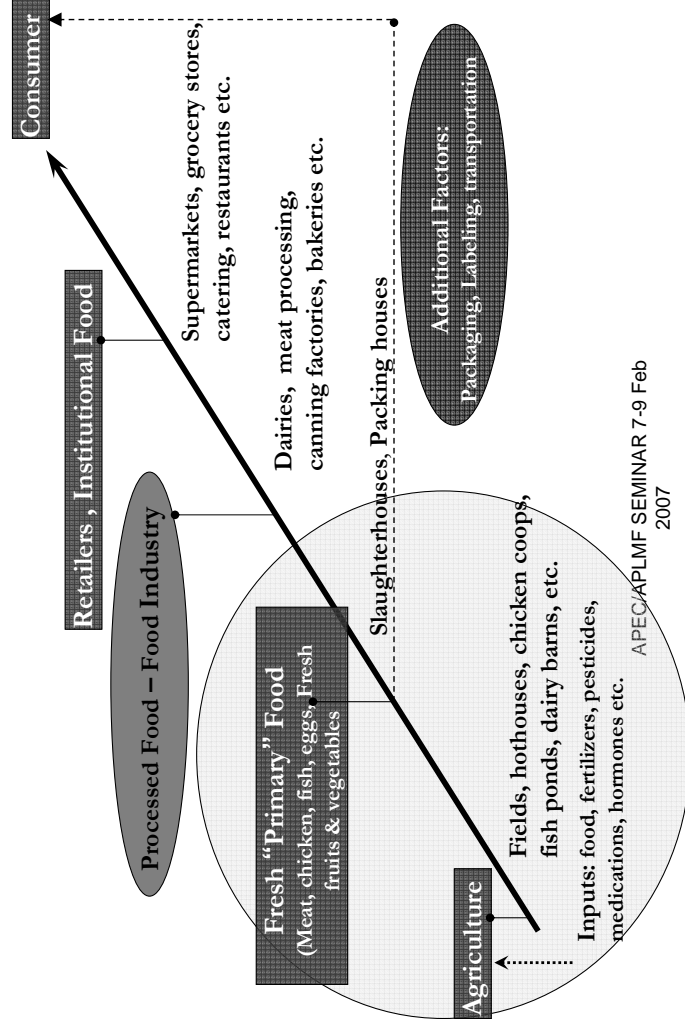 Consumer
Retailers , Institutional Food
Supermarkets, grocery stores,
catering, restaurants etc.
Processed Food – Food Industry
Dairies,  meat processing,
canning factories, bakeries etc.
Fresh “Primary” Food
(Meat, chicken, fish, eggs, Fresh
fruits & vegetables
Slaughterhouses, Packing houses
Additional Factors:
Packaging, Labeling, transportation
Agriculture
Fields, hothouses, chicken coops,
fish ponds, dairy barns, etc.
Inputs: food, fertilizers, pesticides,
medications, hormones etc.
APEC/APLMF SEMINAR 7-9 Feb
2007